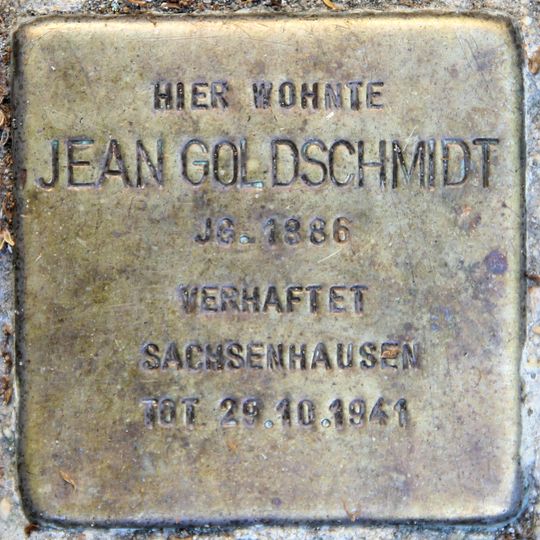 HIER WOHNTE
JEAN GOLDSCHMIDT
JG. 1886
VERHAFTET
SACHSENHAUSEN
TOT 29.10.1941